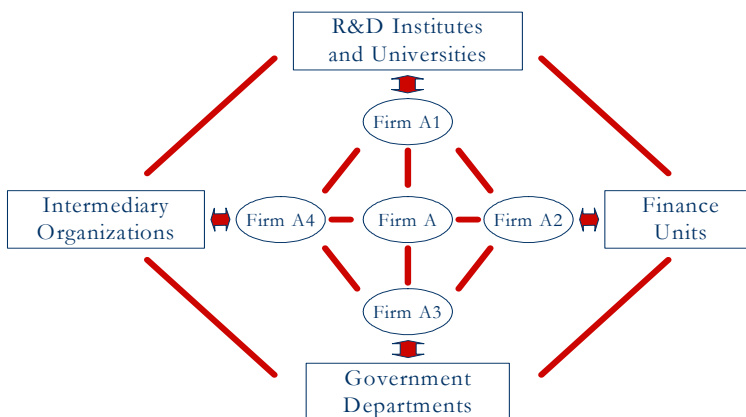 R&D Institutes
and Universities
Firm A1
Intermediary
Organizations
Firm A4
Firm A
Firm A2
Finance
Units
Firm A3
Government
Departments